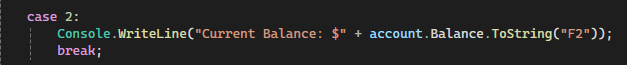 case 2:
Console.WriteLine("Current Balance: $" + account.Balance.ToString("F2"));
break;